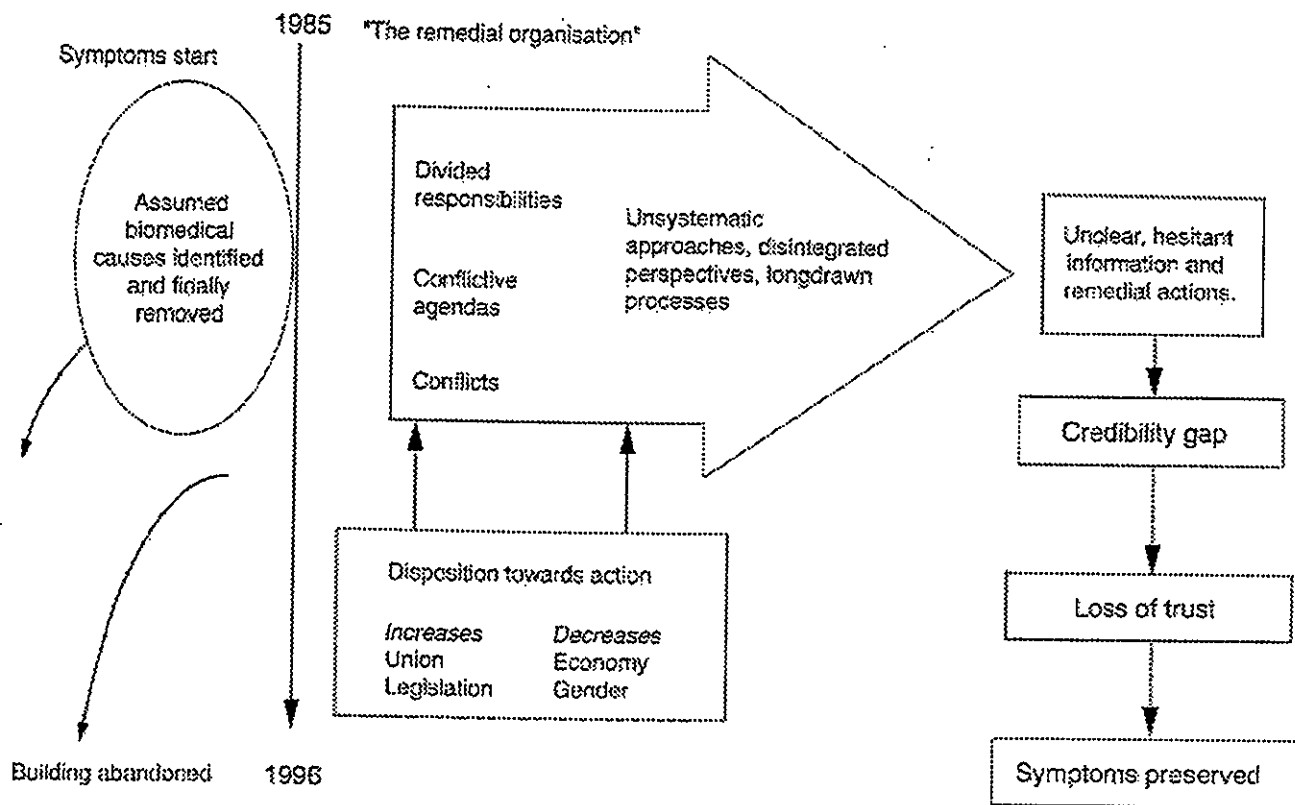 1985
"The remedial organisation"
Symptoms start
Assumed
biomedical
causes identified
and finally
removed
Divided
responsibilities
Conflictive
agendas
Conflicts
Unsystematic
approaches, disintegrated
perspectives, longdrawn
processes
Unclear, hesitant
information and
remedial actions.
Credibility gap
Loss of trust
Symptoms preserved
Disposition towards action
Increases
Union
Legislation
Decreases
Economy
Gender
Building abandoned
1996